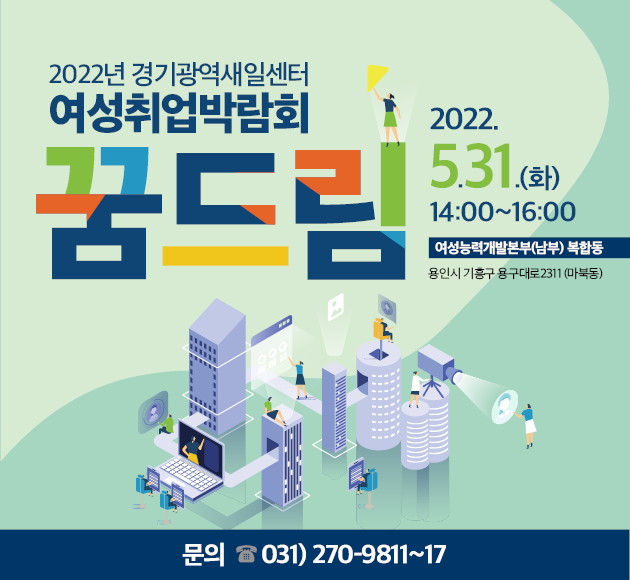 2022년 경기광역새일센터
여성취업박람회
꿈드림
2022.
5.31.(화)
14:00~16:00
여성능력개발본부(남부) 복합동
용인시 기흥구 용구대로2311 (마북동)
문의 ☎ 031) 270-9811~17